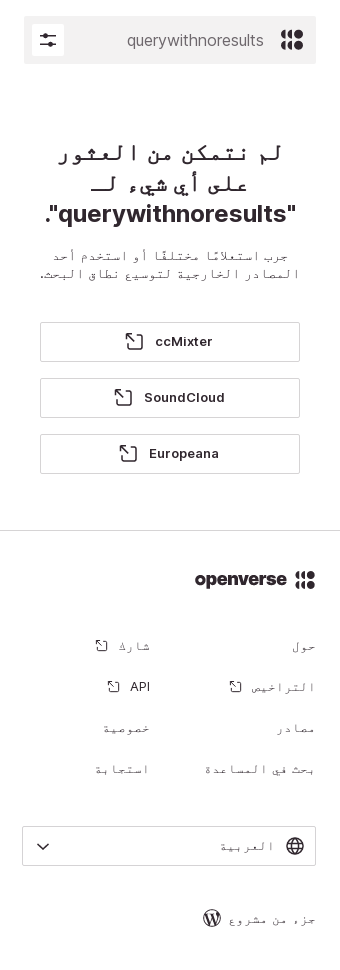 querywithnoresults
لم نتمكن من العثور
على أي شيء لـ
"querywithnoresults".
جرب استعلامًا مختلفًا أو استخدم أحد
المصادر الخارجية لتوسيع نطاق البحث.
ccMixter
SoundCloud
Europeana
openverse
حول
شارك
التراخيص
API
مصادر
خصوصية
بحث في المساعدة
استجابة
العربية
جزء من مشروع